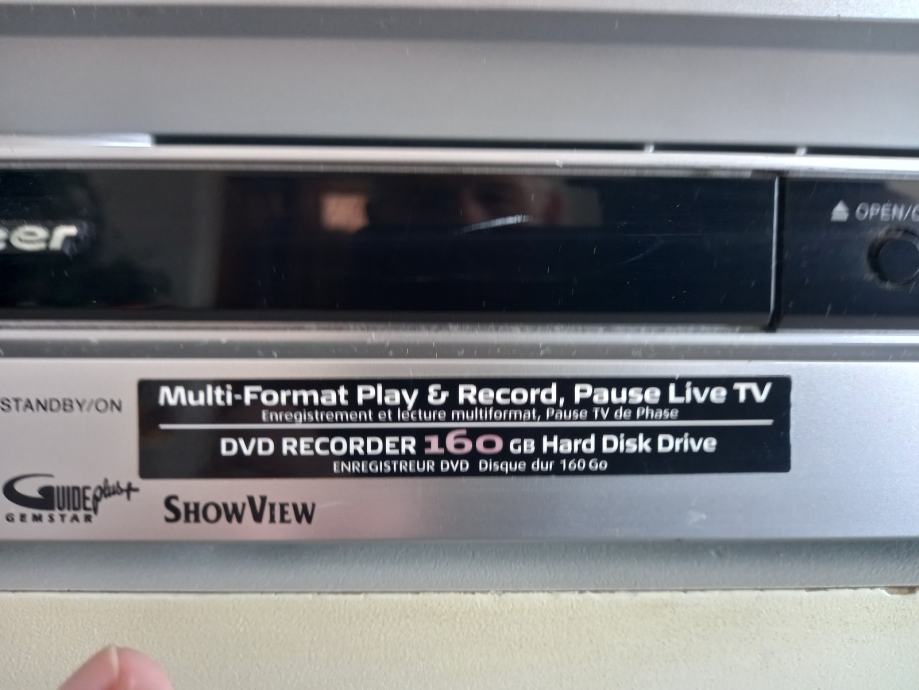 eer
OPEN/C
STANDBY/ON
Multi-Format Play & Record, Pause Live TV
Enregistrement et lecture multiformat, Pause TV de Phase
DVD RECORDER 160 GB Hard Disk Drive
ENREGISTREUR DVD Disque dur 160 Go
GUIDE plus+
GEMSTAR
SHOWVIEW